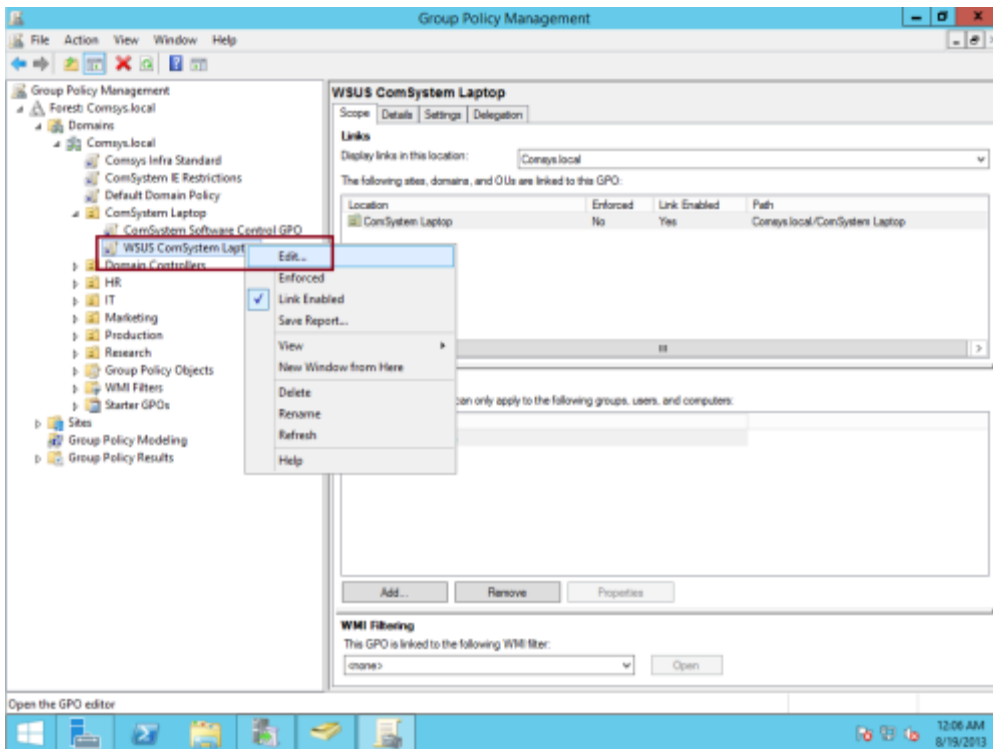 Group Policy Management
File Action View Window Help
Group Policy Management
Forest: Comsys.local
Domains
Comsys.local
Comsys Infra Standard
ComSystem IE Restrictions
Default Domain Policy
ComSystem Laptop
ComSystem Software Control GPO
WSUS ComSystem Lapt
Domain Controllers
HR
IT
Marketing
Production
Research
Group Policy Objects
WMI Filters
Starter GPOs
Sites
Group Policy Modeling
Group Policy Results
Edit...
Enforced
Link Enabled
Save Report...
View
New Window from Here
Delete
Rename
Refresh
Help
WSUS ComSystem Laptop
Scope Details Settings Delegation
Links
Display links in this location: Comsys.local
The following sites, domains, and OUs are linked to this GPO:
Location Enforced Link Enabled Path
ComSystem Laptop No Yes Comsys.local/ComSystem Laptop
can only apply to the following groups, users, and computers:
Add... Remove Properties
WMI Filtering
This GPO is linked to the following WMI filter:
<none> Open
Open the GPO editor
12:06 AM
8/19/2013